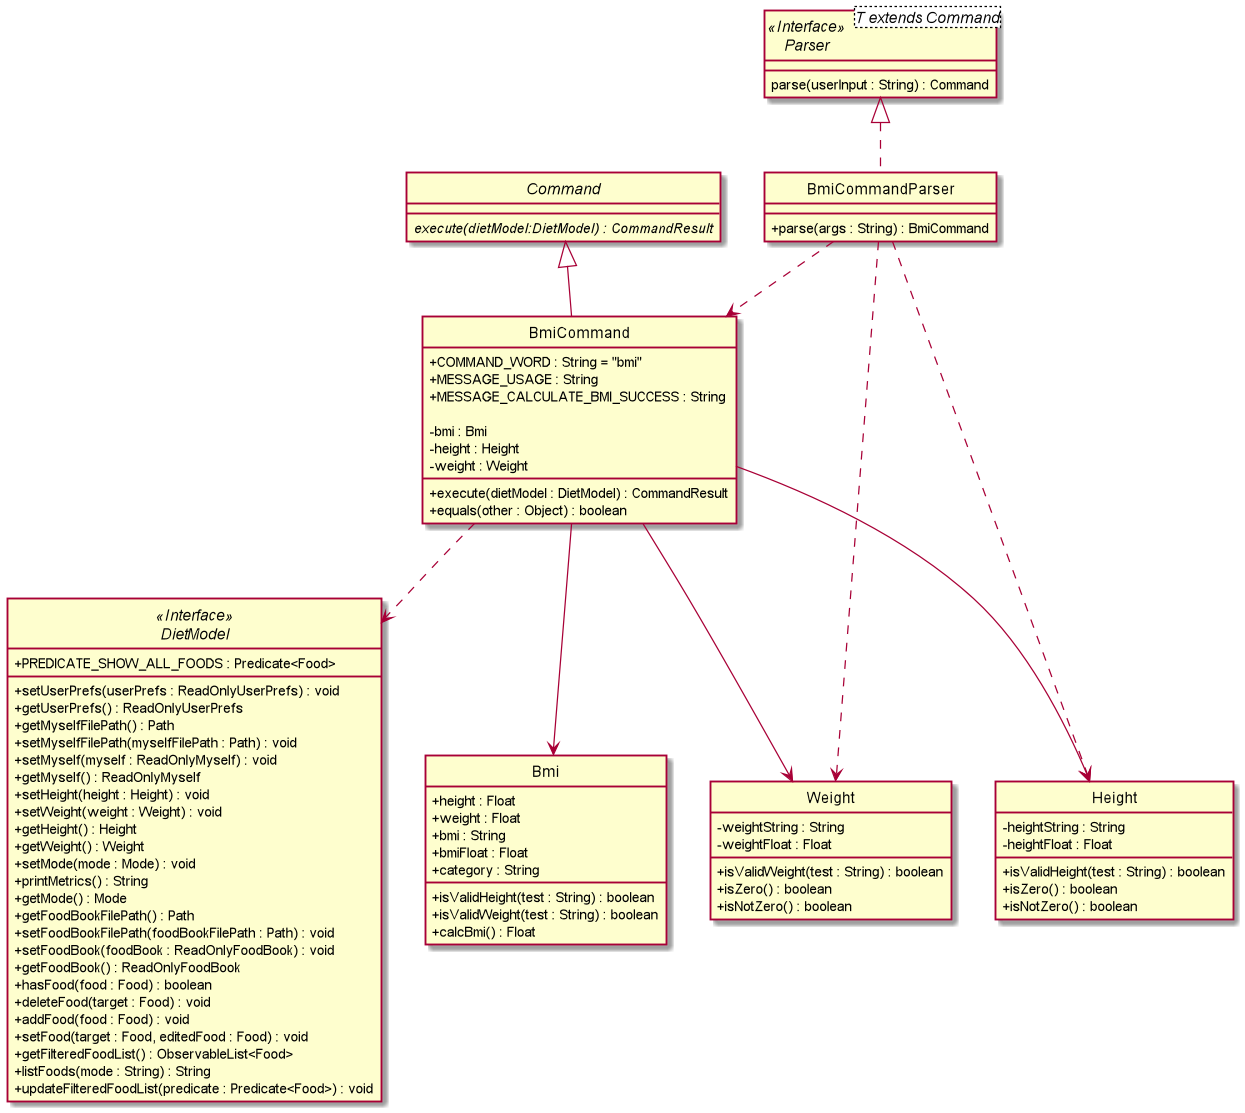 T extends Command
«Interface»
Parser
parse(userInput : String) : Command
Command
execute(dietModel:DietModel) : CommandResult
BmiCommandParser
+parse(args : String) : BmiCommand
BmiCommand
+COMMAND_WORD : String = "bmi"
+MESSAGE_USAGE : String
+MESSAGE_CALCULATE_BMI_SUCCESS : String
-bmi : Bmi
-height : Height
-weight : Weight
+execute(dietModel : DietModel) : CommandResult
+equals(other : Object) : boolean
«Interface»
DietModel
+PREDICATE_SHOW_ALL_FOODS : Predicate<Food>
+setUserPrefs(userPrefs : ReadOnlyUserPrefs) : void
+getUserPrefs() : ReadOnlyUserPrefs
+getMyselfFilePath() : Path
+setMyselfFilePath(myselfFilePath : Path) : void
+setMyself(myself : ReadOnlyMyself) : void
+getMyself() : ReadOnlyMyself
+setHeight(height : Height) : void
+setWeight(weight : Weight) : void
+getHeight() : Height
+getWeight() : Weight
+setMode(mode : Mode) : void
+printMetrics() : String
+getMode() : Mode
+getFoodBookFilePath() : Path
+setFoodBookFilePath(foodBookFilePath : Path) : void
+setFoodBook(foodBook : ReadOnlyFoodBook) : void
+getFoodBook() : ReadOnlyFoodBook
+hasFood(food : Food) : boolean
+deleteFood(target : Food) : void
+addFood(food : Food) : void
+setFood(target : Food, editedFood : Food) : void
+getFilteredFoodList() : ObservableList<Food>
+listFoods(mode : String) : String
+updateFilteredFoodList(predicate : Predicate<Food>) : void
Bmi
+height : Float
+weight : Float
+bmi : String
+bmiFloat : Float
+category : String
+isValidHeight(test : String) : boolean
+isValidWeight(test : String) : boolean
+calcBmi() : Float
Weight
-weightString : String
-weightFloat : Float
+isValidWeight(test : String) : boolean
+isZero() : boolean
+isNotZero() : boolean
Height
-heightString : String
-heightFloat : Float
+isValidHeight(test : String) : boolean
+isZero() : boolean
+isNotZero() : boolean